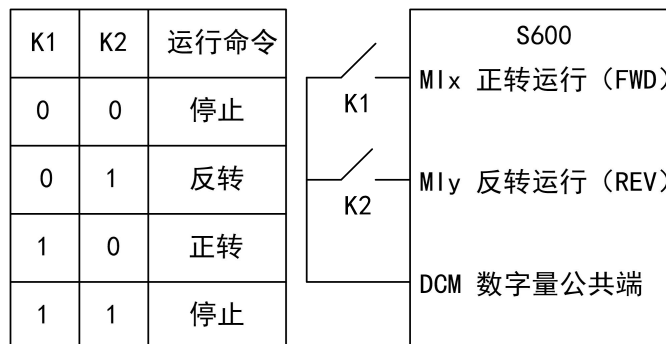 K1 K2 运行命令
0 0 停止
0 1 反转
1 0 正转
1 1 停止
S600
K1
MIx 正转运行（FWD）
K2
MIy 反转运行（REV）
DCM 数字量公共端